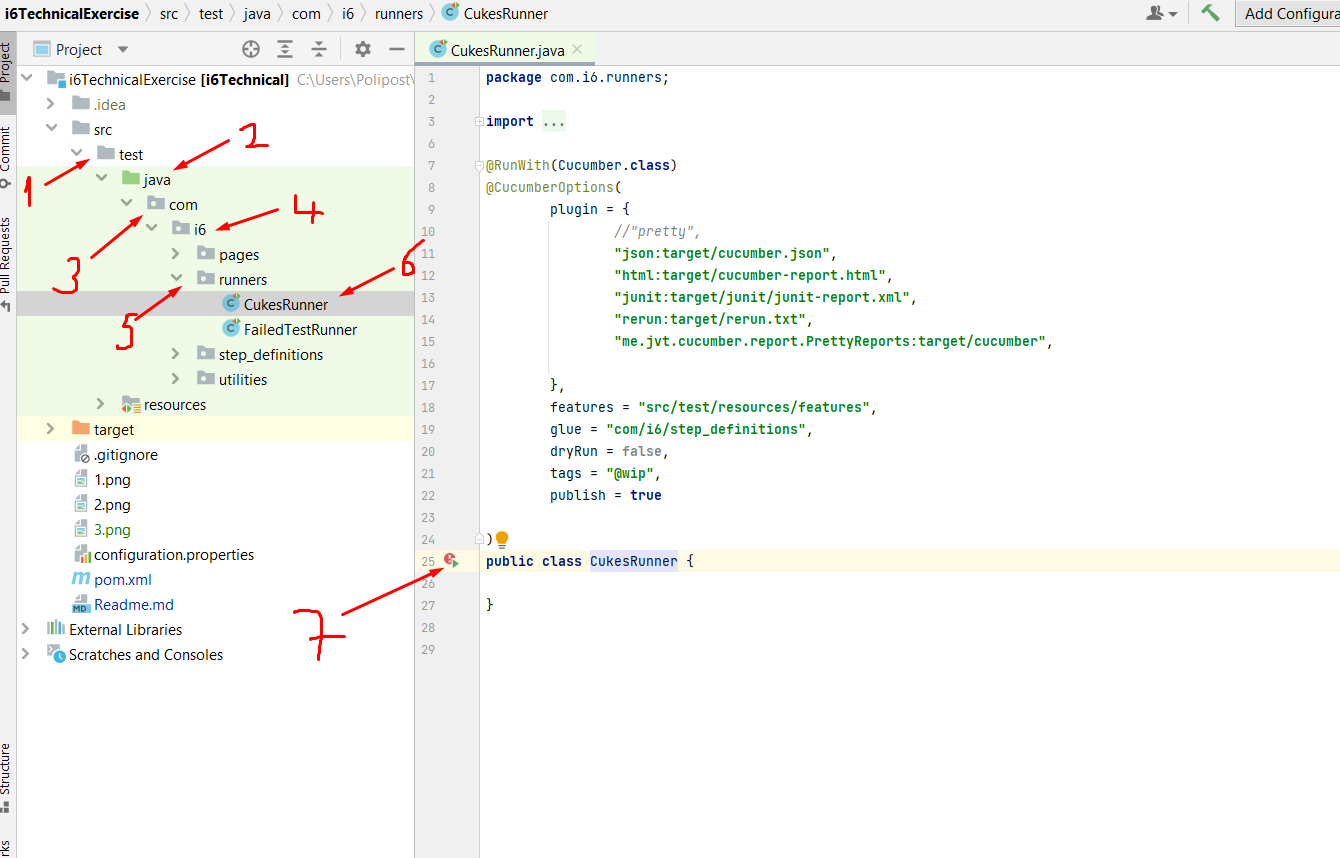 i6TechnicalExercise src test java com i6 runners CukesRunner Add Configura
Project
Commit
Pull Requests
Structure
rks
Project
i6TechnicalExercise [i6Technical] C:\Users\Polipost\
.idea
src
test
java
com
i6
pages
runners
CukesRunner
FailedTestRunner
step_definitions
utilities
resources
target
.gitignore
1.png
2.png
3.png
configuration.properties
pom.xml
Readme.md
External Libraries
Scratches and Consoles
1
2
3
4
5
6
7
CukesRunner.java
1 package com.i6.runners;
2
3 import ...
6
7 @RunWith(Cucumber.class)
8 @CucumberOptions(
9 plugin = {
10 //"pretty",
11 "json:target/cucumber.json",
12 "html:target/cucumber-report.html",
13 "junit:target/junit/junit-report.xml",
14 "rerun:target/rerun.txt",
15 "me.jvt.cucumber.report.PrettyReports:target/cucumber",
16
17 },
18 features = "src/test/resources/features",
19 glue = "com/i6/step_definitions",
20 dryRun = false,
21 tags = "@wip",
22 publish = true
23
24 )
25 public class CukesRunner {
26
27 }
28
29